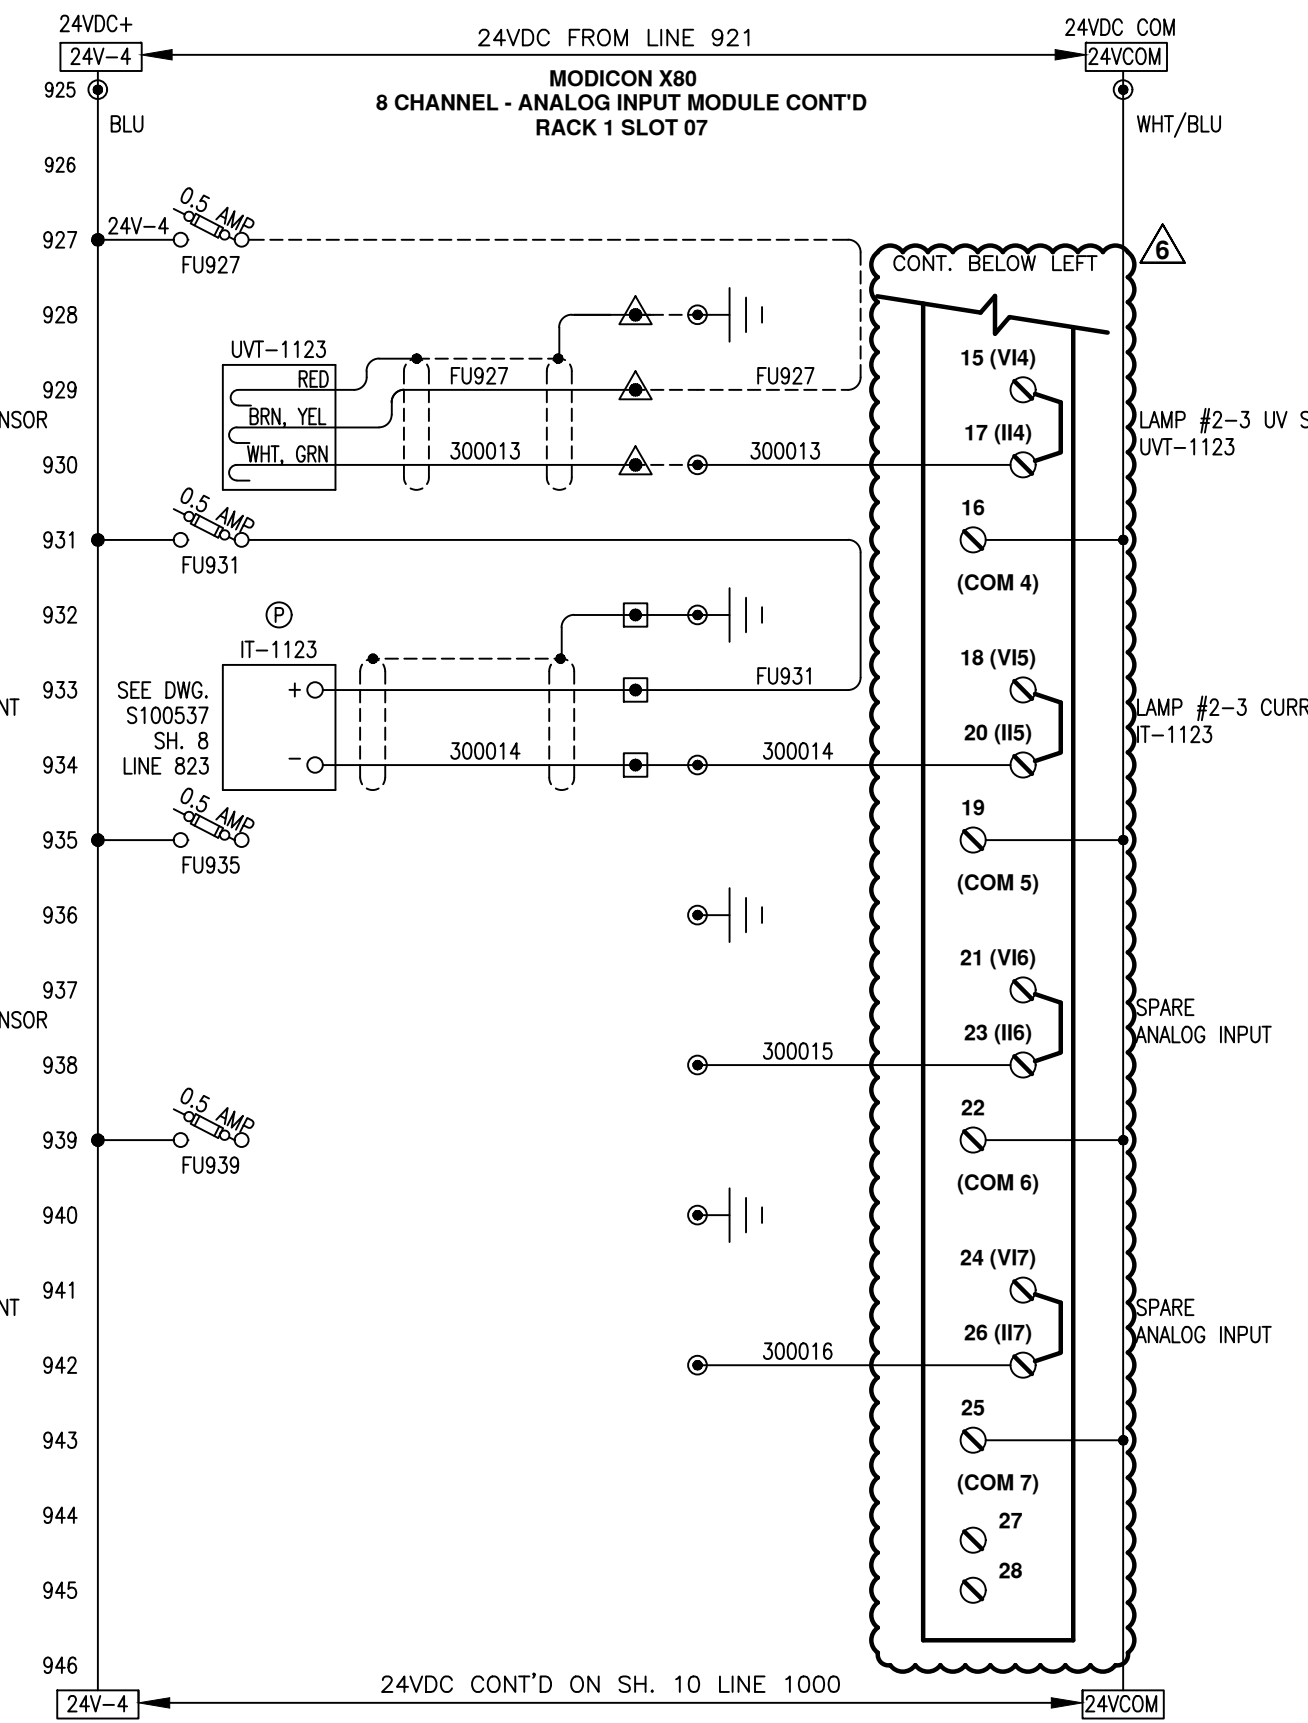 24VDC+
24VDC COM
24V-4
24VDC FROM LINE 921
24VCOM
MODICON X80
8 CHANNEL - ANALOG INPUT MODULE CONT'D
RACK 1 SLOT 07
925
BLU
WHT/BLU
926
0.5 AMP
24V-4
927
FU927
6
CONT. BELOW LEFT
928
UVT-1123
15 (VI4)
RED
FU927
FU927
929
BRN, YEL
NSOR
17 (II4)
LAMP #2-3 UV S
UVT-1123
WHT, GRN
300013
300013
930
0.5 AMP
16
931
FU931
(COM 4)
932
P
IT-1123
18 (VI5)
933
SEE DWG.
S100537
SH. 8
LINE 823
+
FU931
NT
20 (II5)
LAMP #2-3 CURR
IT-1123
934
-
300014
300014
0.5 AMP
19
935
FU935
(COM 5)
936
21 (VI6)
937
NSOR
23 (II6)
SPARE
ANALOG INPUT
938
300015
0.5 AMP
22
939
FU939
(COM 6)
940
24 (VI7)
941
NT
26 (II7)
SPARE
ANALOG INPUT
942
300016
25
943
(COM 7)
944
27
28
945
946
24VDC CONT'D ON SH. 10 LINE 1000
24V-4
24VCOM